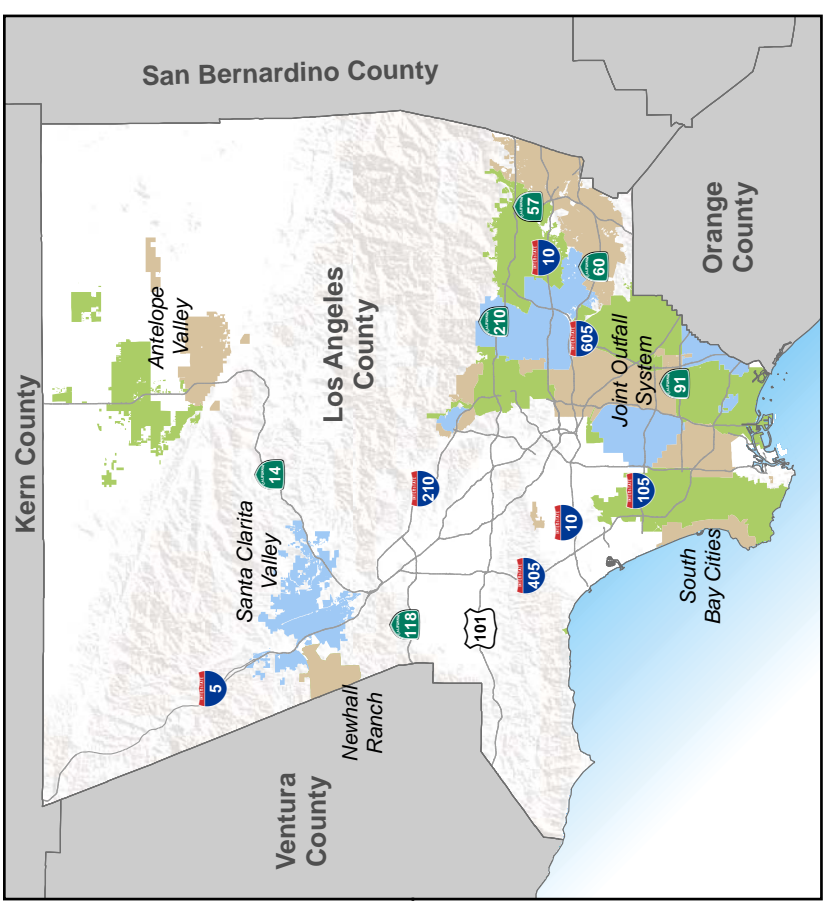 San Bernardino County
Kern County
Antelope
Valley
Los Angeles
County
Orange
County
Ventura
County
Santa Clarita
Valley
Newhall
Ranch
Joint Outfall
System
South
Bay Cities
57
10
60
210
605
91
14
210
105
10
405
118
101
5